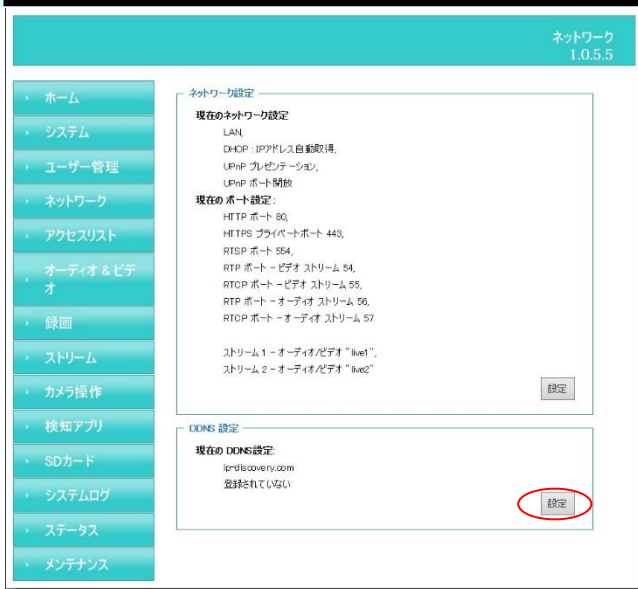 ネットワーク
1.0.5.5
ホーム
システム
ユーザー管理
ネットワーク
アクセスリスト
オーディオ & ビデ
オ
録画
ストリーム
カメラ操作
検知アプリ
SDカード
システムログ
ステータス
メンテナンス
ネットワーク設定
現在のネットワーク設定
LAN,
DHCP : IPアドレス自動取得,
UPnP プレゼンテーション,
UPnP ポート開放
現在の ポート設定 :
HTTP ポート 80,
HTTPS プライベートポート 443,
RTSP ポート 554,
RTP ポート - ビデオ ストリーム 54,
RTCP ポート - ビデオ ストリーム 55,
RTP ポート - オーディオ ストリーム 56,
RTCP ポート - オーディオ ストリーム 57
ストリーム 1 - オーディオ/ビデオ "live1",
ストリーム 2 - オーディオ/ビデオ "live2"
設定
DDNS 設定
現在の DDNS設定:
ip-discovery.com
登録されていない
設定